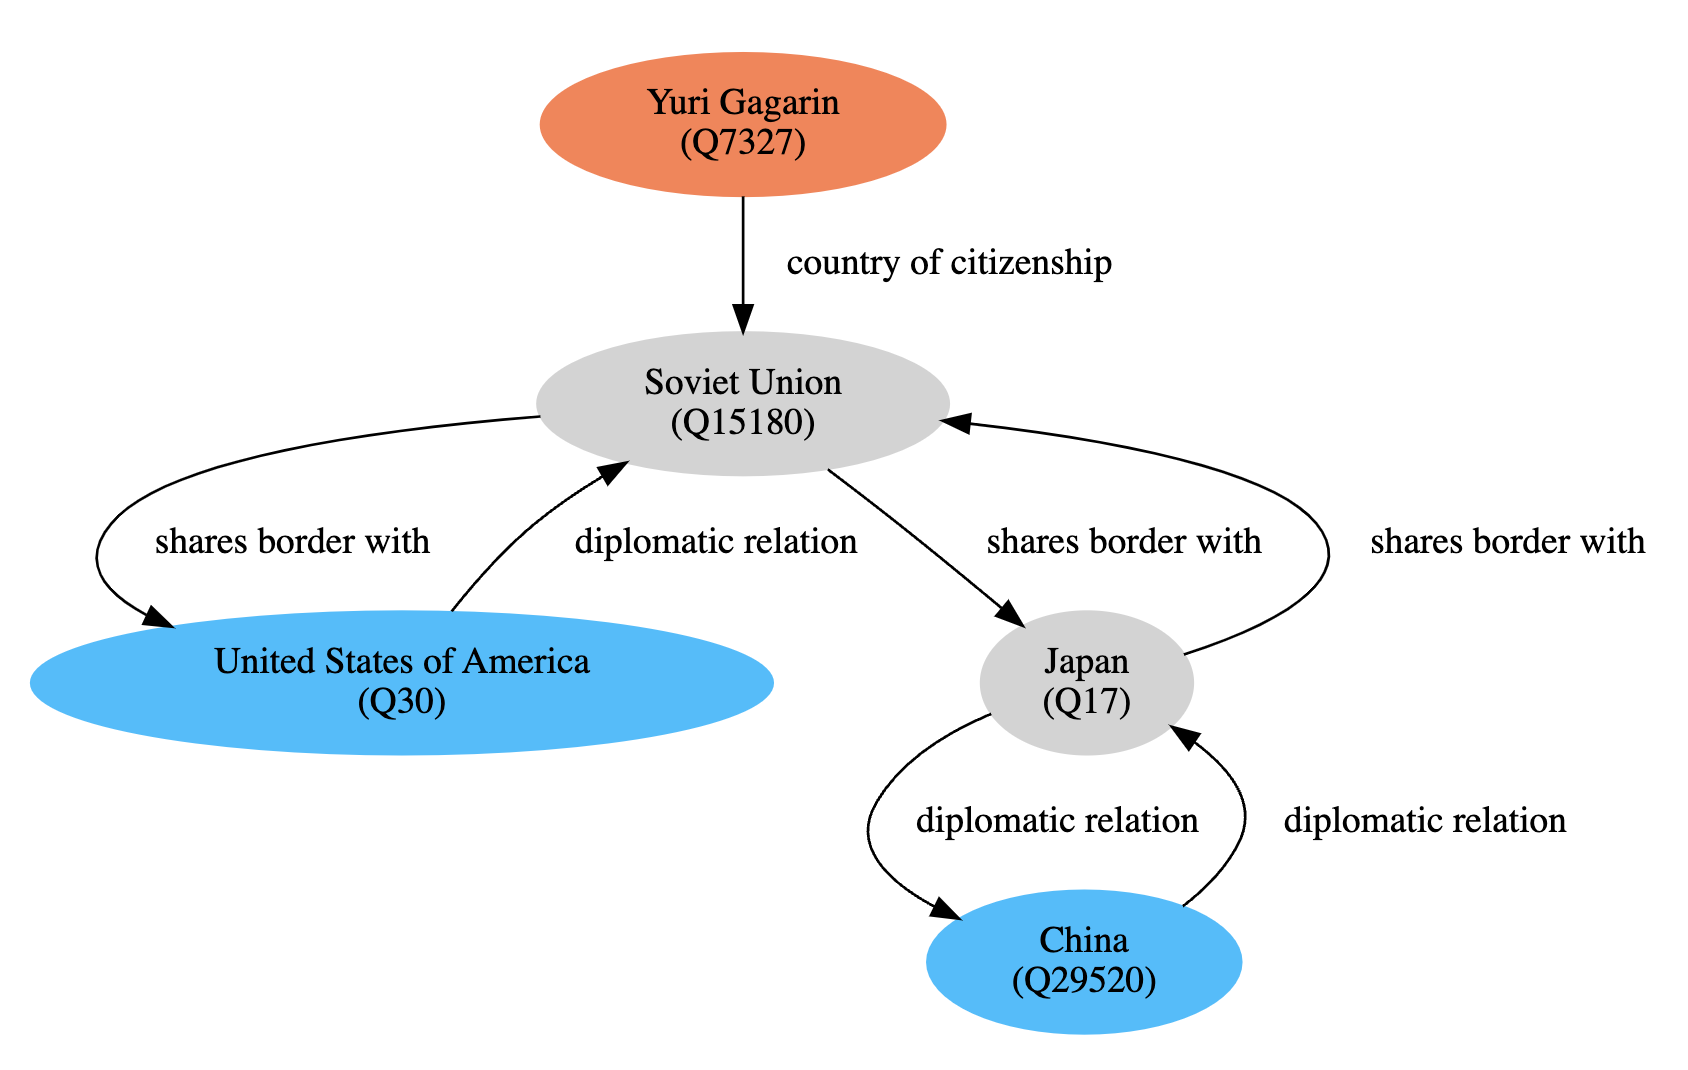 Yuri Gagarin
(Q7327)
country of citizenship
Soviet Union
(Q15180)
shares border with
diplomatic relation
shares border with
shares border with
United States of America
(Q30)
Japan
(Q17)
diplomatic relation
diplomatic relation
China
(Q29520)